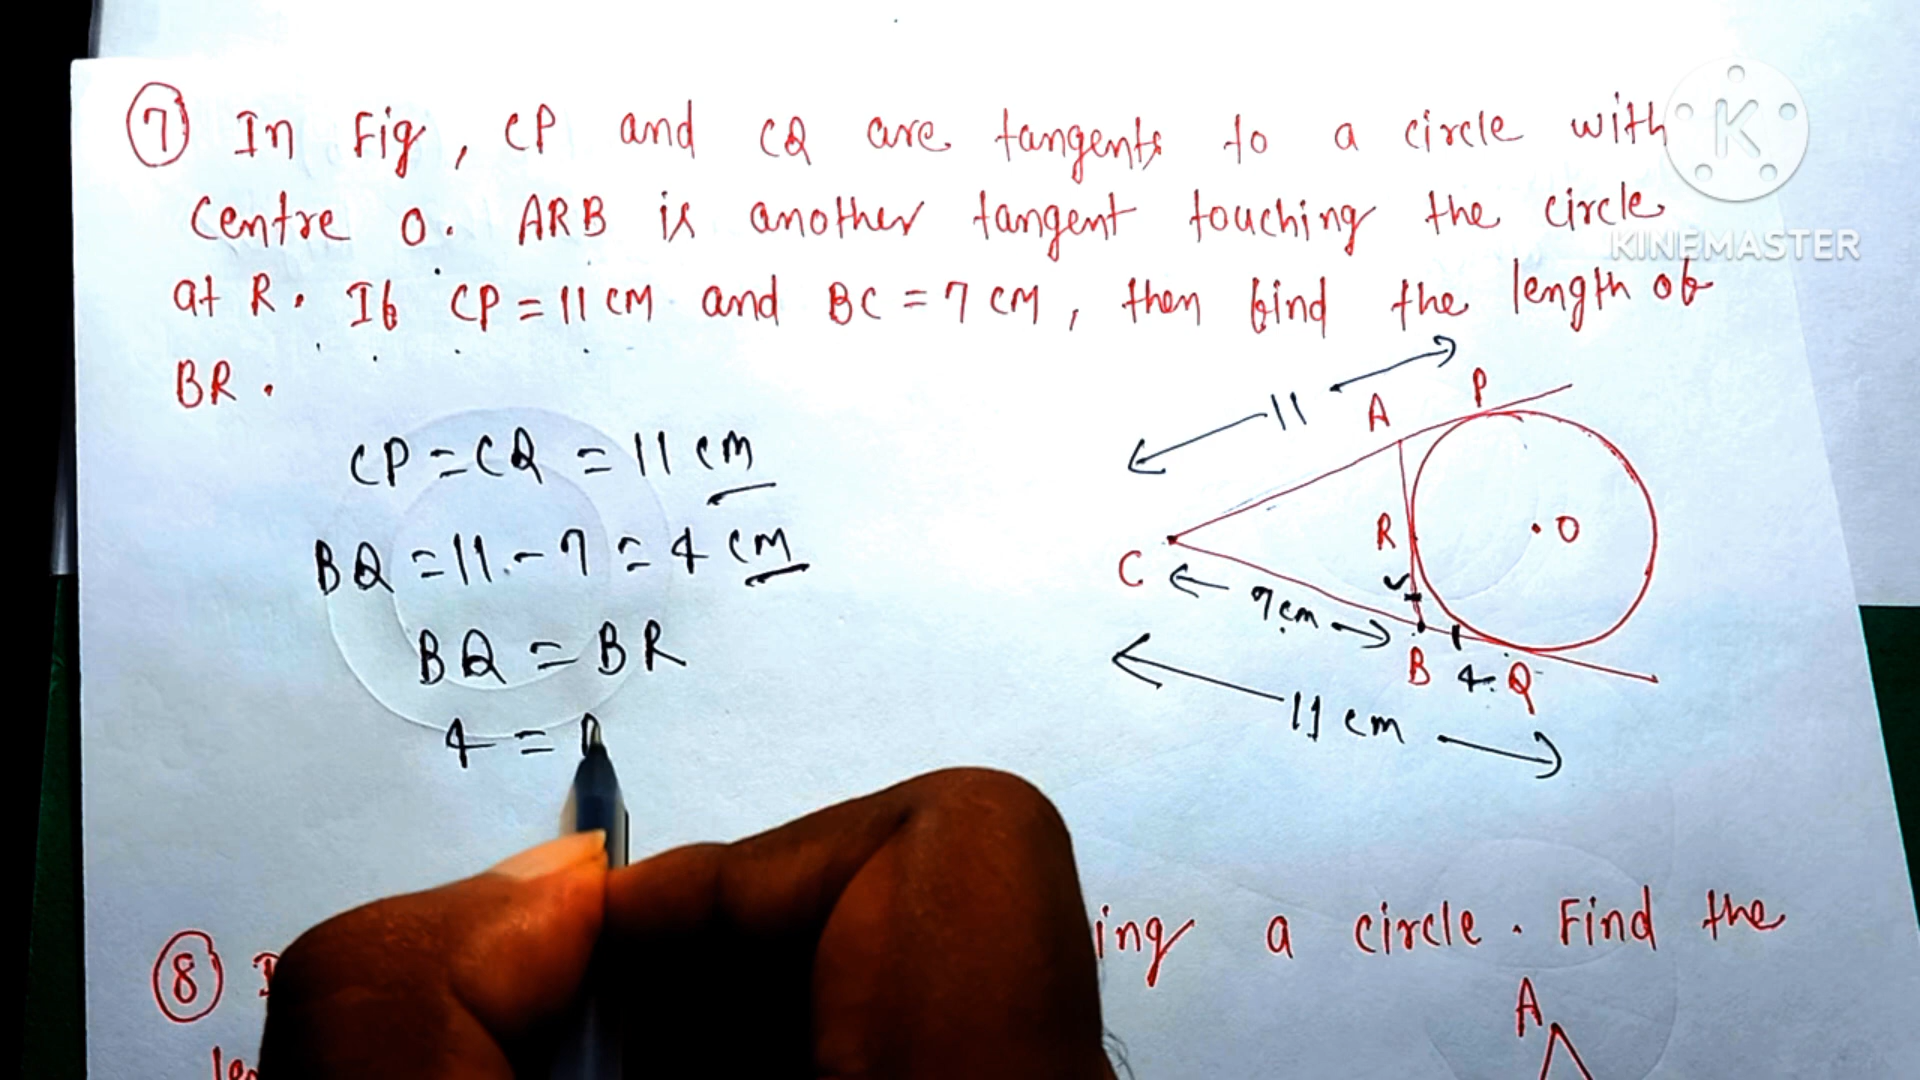 7 In Fig, CP and CQ are tangents to a circle with
Centre O. ARB is another tangent touching the circle
at R. If CP = 11 CM and BC = 7 CM, then find the length of
BR.
CP = CQ = 11 CM
BQ = 11 - 7 = 4 CM
BQ = BR
4 =
11
A P
R O
C
7 cm
B 4 Q
11 cm
8
ing a circle. Find the
A
K
KINEMASTER